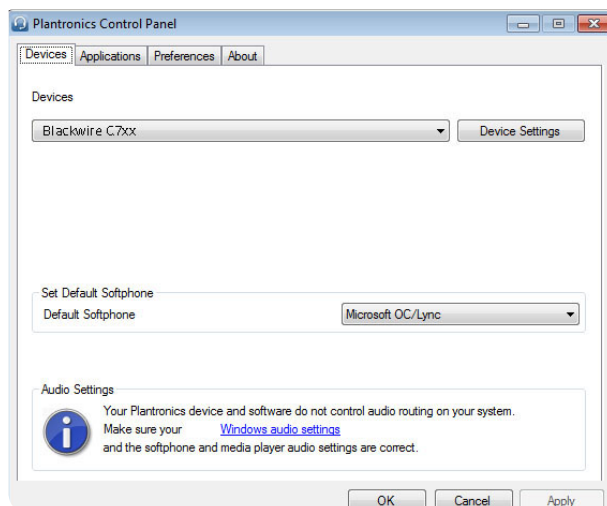 Plantronics Control Panel
Devices Applications Preferences About
Devices
Blackwire C7xx Device Settings
Set Default Softphone
Default Softphone Microsoft OC/Lync
Audio Settings
Your Plantronics device and software do not control audio routing on your system.
Make sure your Windows audio settings
and the softphone and media player audio settings are correct.
OK Cancel Apply